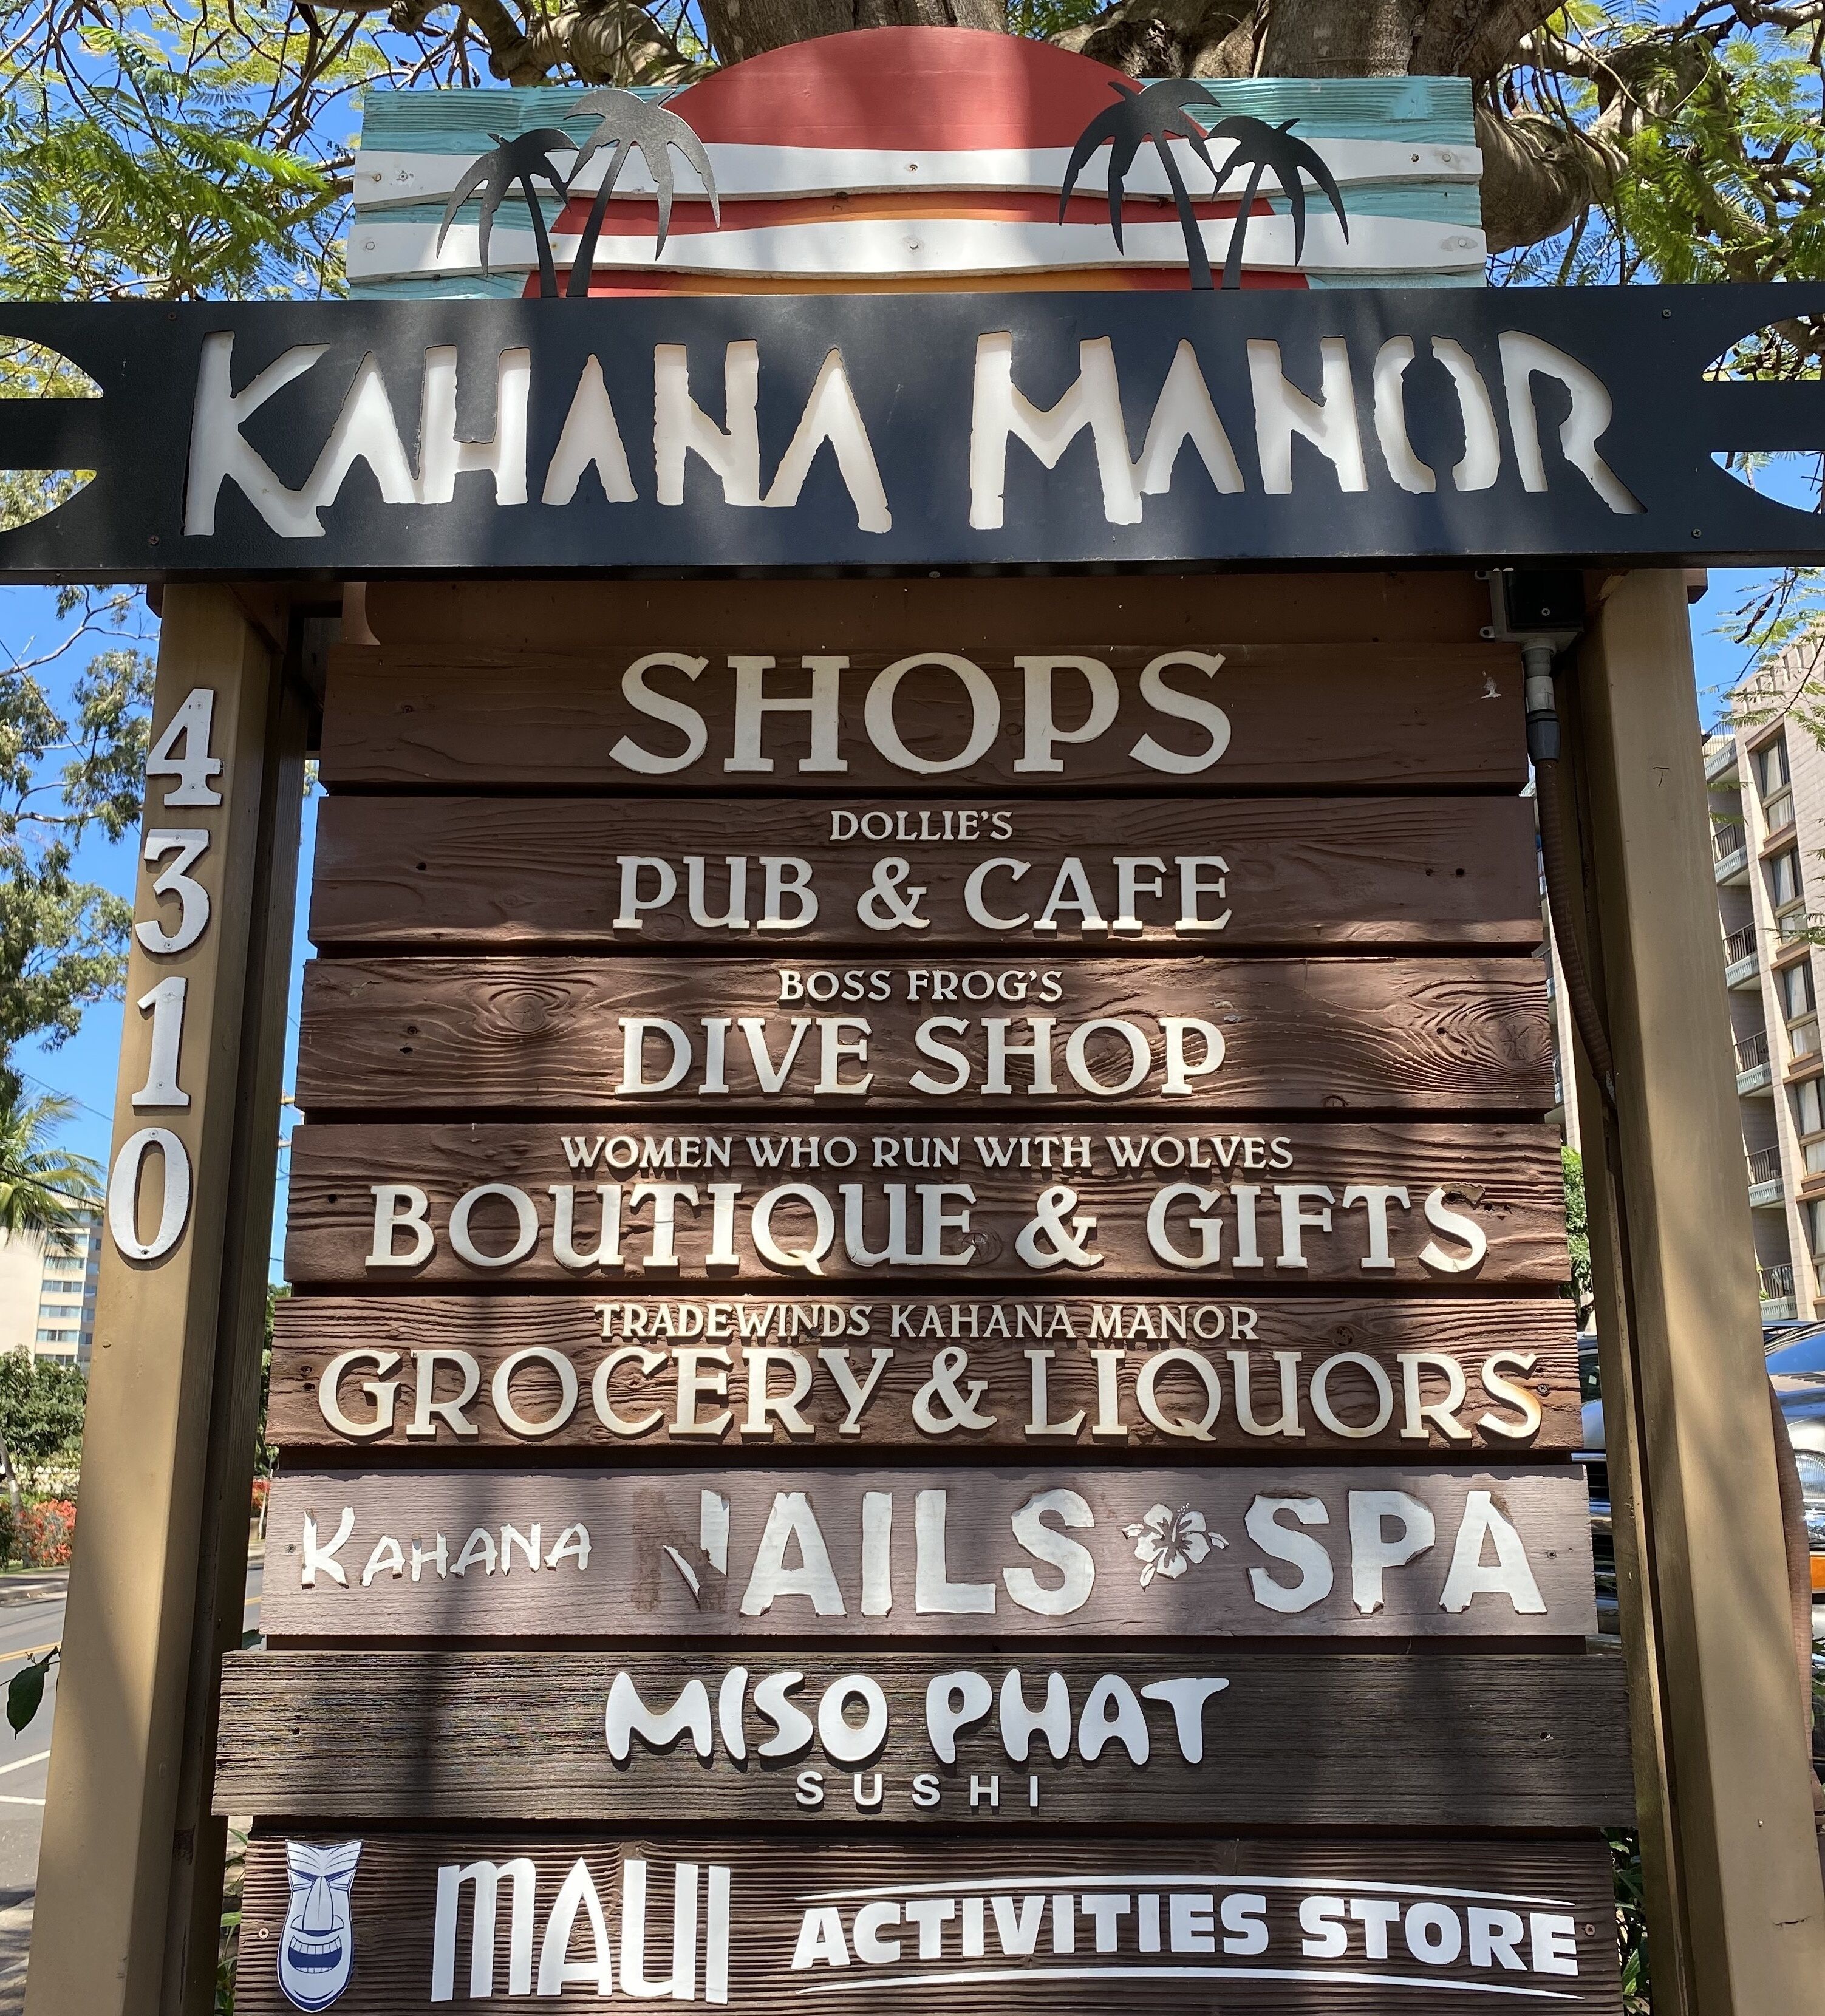 KAHANA MANOR
4310
SHOPS
DOLLIE'S
PUB & CAFE
BOSS FROG'S
DIVE SHOP
WOMEN WHO RUN WITH WOLVES
BOUTIQUE & GIFTS
TRADEWINDS KAHANA MANOR
GROCERY & LIQUORS
KAHANA NAILS SPA
MISO PHAT
SUSHI
MAUI ACTIVITIES STORE